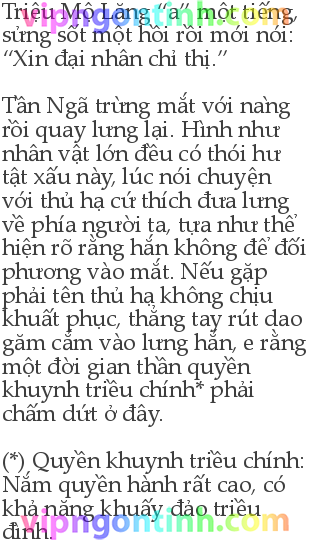 Triệu Mộ Lăng “a” một tiếng,
vipngontinh.com
sửng sốt một hồi rồi mới nói:
“Xin đại nhân chỉ thị.”

Tần Ngã trừng mắt với nàng
rồi quay lưng lại. Hình như
nhân vật lớn đều có thói hư
tật xấu này, lúc nói chuyện
với thủ hạ cứ thích đưa lưng
về phía người ta, tựa như thể
hiện rõ rằng hắn không để đối
phương vào mắt. Nếu gặp
phải tên thủ hạ không chịu
khuất phục, thẳng tay rút dao
găm cắm vào lưng hắn, e rằng
một đời gian thần quyền
khuynh triều chính* phải
chấm dứt ở đây.

(*) Quyền khuynh triều chính:
Nắm quyền hành rất cao, có
khả năng khuấy đảo triều
vipngontinh.com
đình.